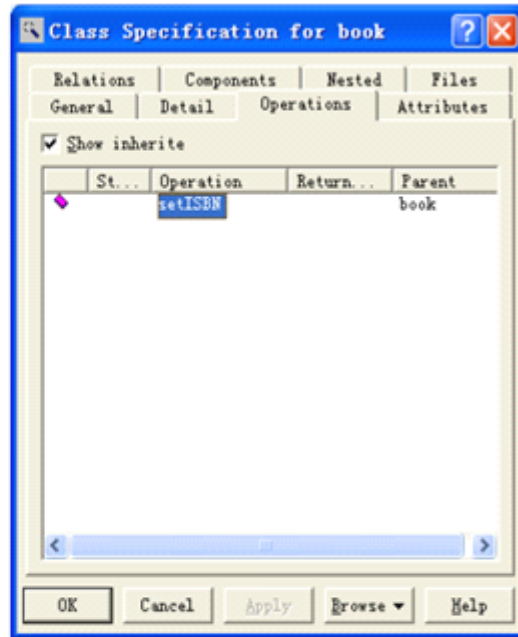 Class Specification for book
Relations Components Nested Files
General Detail Operations Attributes
Show inherite
St... Operation Return... Parent
setISBN book
OK Cancel Apply Browse Help